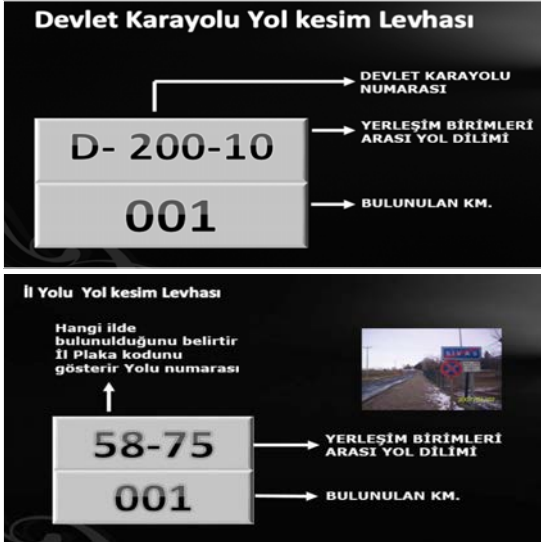 Devlet Karayolu Yol kesim Levhası
DEVLET KARAYOLU
NUMARASI
D- 200-10
YERLEŞİM BİRİMLERİ
ARASI YOL DİLİMİ
001
BULUNULAN KM.
İl Yolu Yol kesim Levhası
Hangi ilde
bulunulduğunu belirtir
İl Plaka kodunu
gösterir Yolu numarası
SİVAS
58-75
YERLEŞİM BİRİMLERİ
ARASI YOL DİLİMİ
001
BULUNULAN KM.